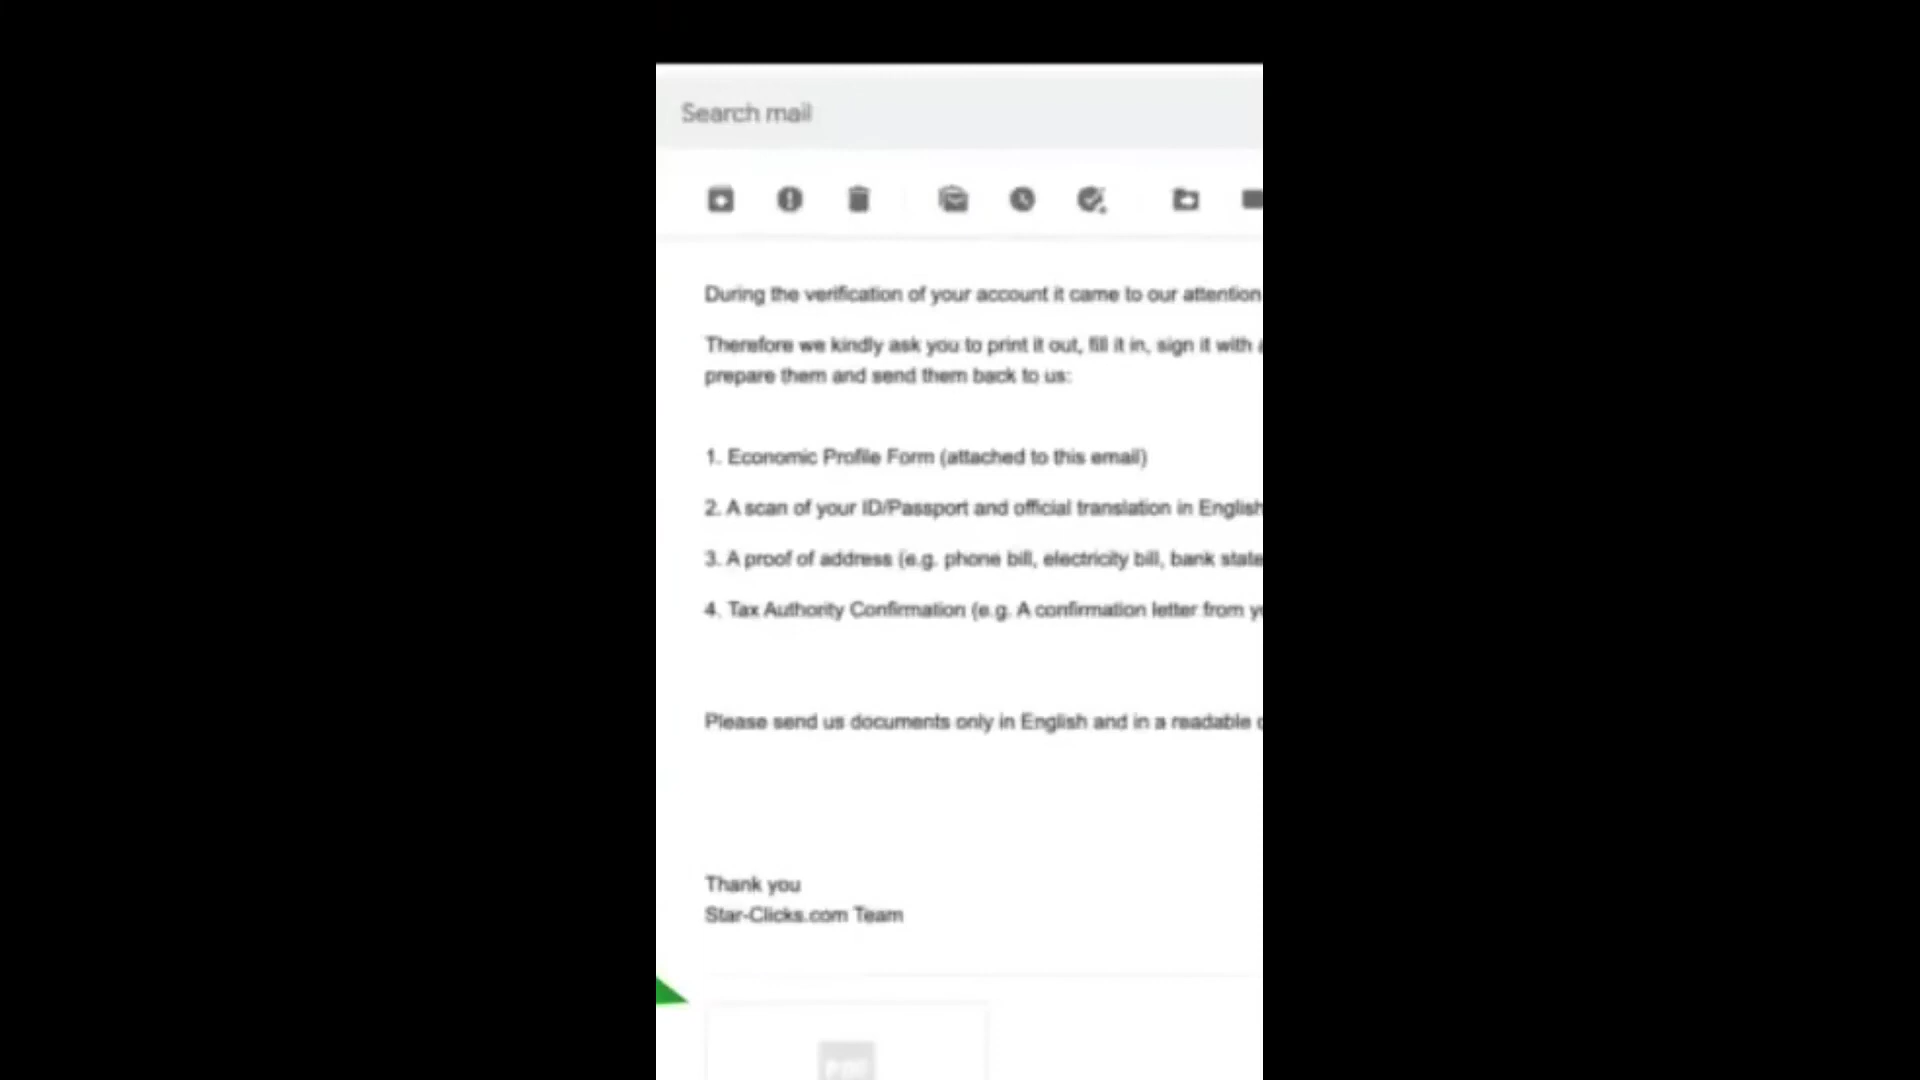 Search mail
During the verification of your account it came to our attention
Therefore we kindly ask you to print it out, fill it in, sign it with
prepare them and send them back to us:
1. Economic Profile Form (attached to this email)
2. A scan of your ID/Passport and official translation in English
3. A proof of address (e.g. phone bill, electricity bill, bank state
4. Tax Authority Confirmation (e.g. A confirmation letter from
Please send us documents only in English and in a readable
Thank you
Star-Clicks.com Team